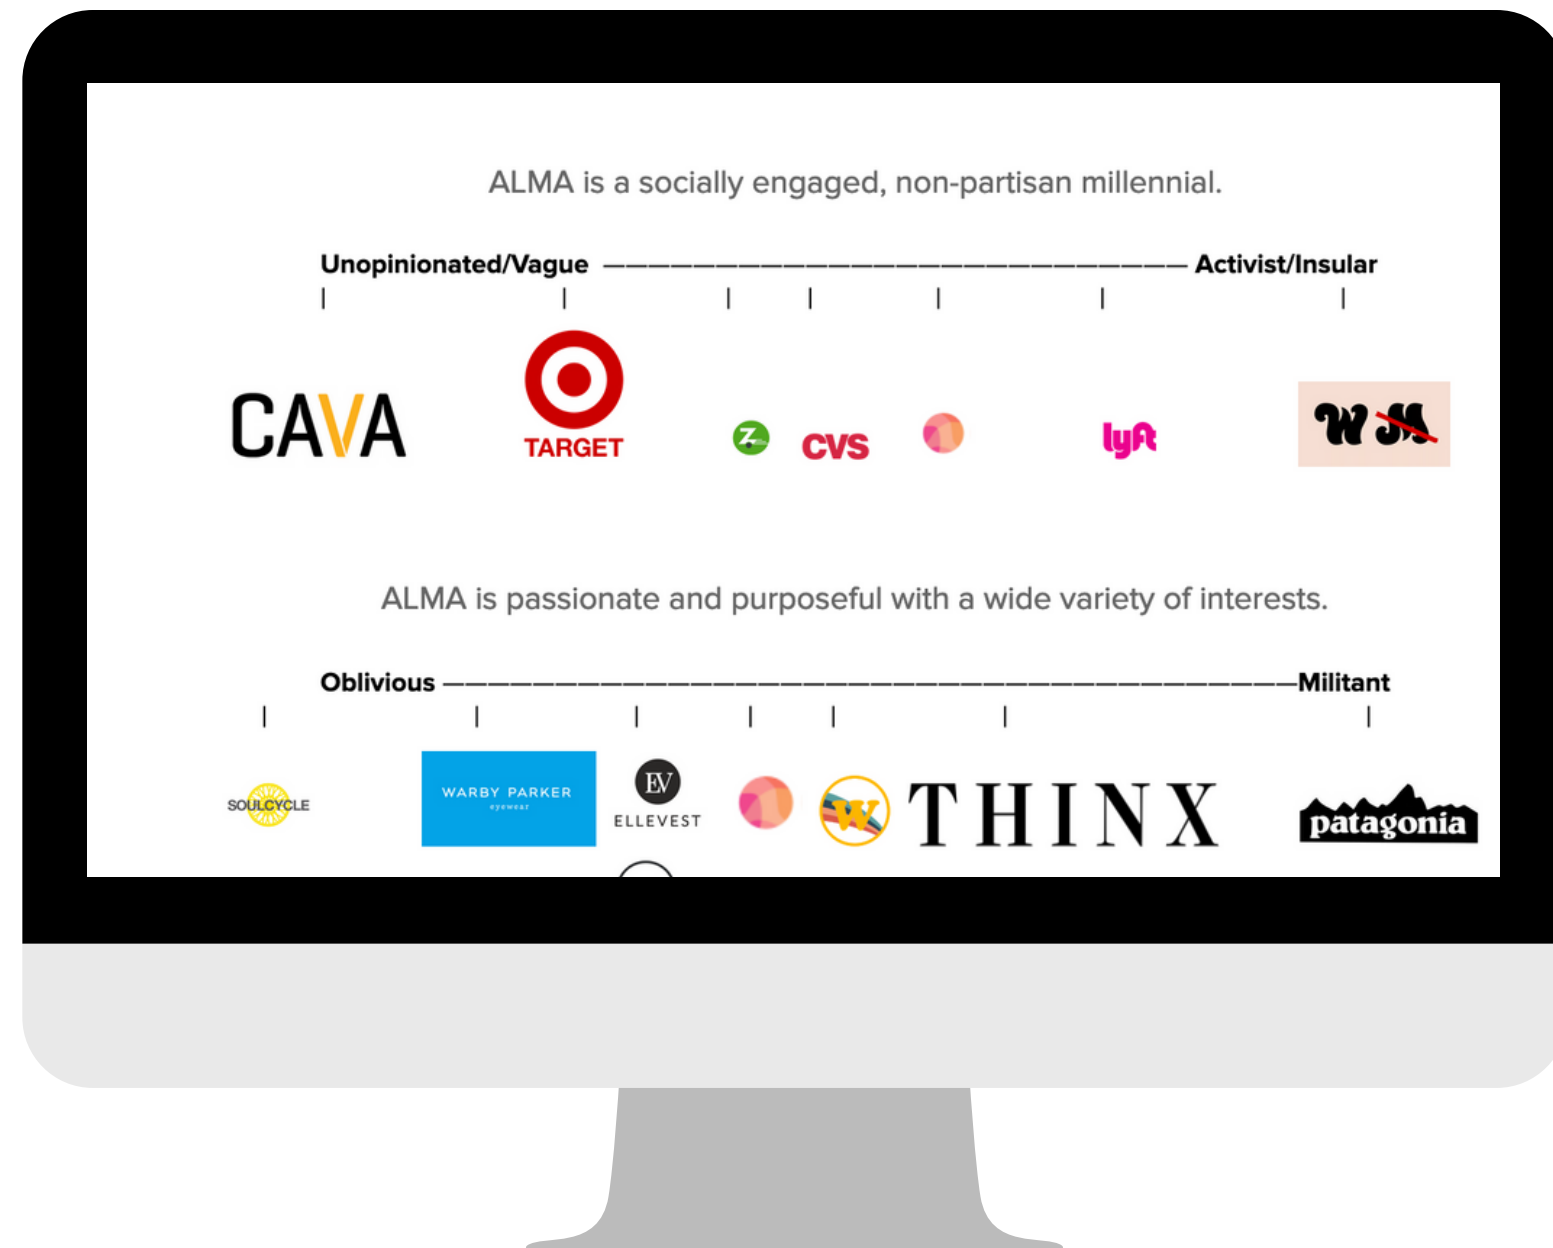 ALMA is a socially engaged, non-partisan millennial.
Unopinionated/Vague —————————————————————————— Activist/Insular
CAVA
TARGET
Z
CVS
lyft
W M
ALMA is passionate and purposeful with a wide variety of interests.
Oblivious ——————————————————————————————————————Militant
SOULCYCLE
WARBY PARKER
eyewear
EV
ELLEVEST
W
THINX
patagonia